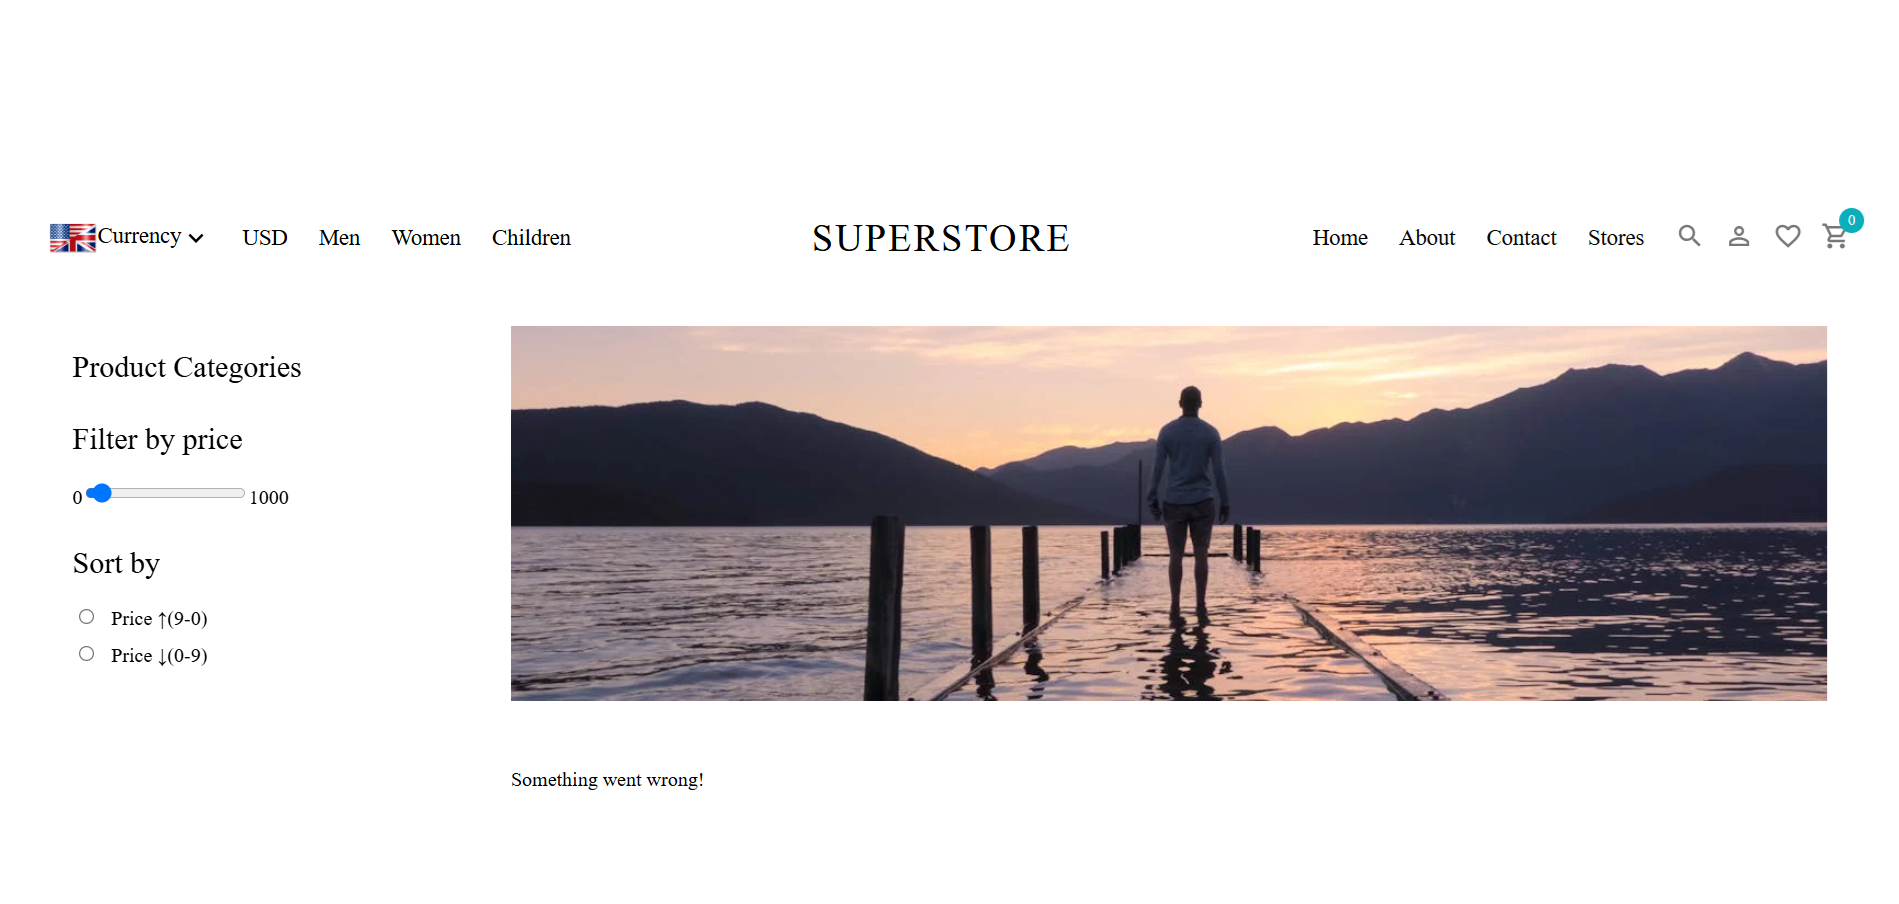 Currency USD Men Women Children SUPERSTORE Home About Contact Stores 0
Product Categories
Filter by price
0 1000
Sort by
Price ↑(9-0)
Price ↓(0-9)
Something went wrong!